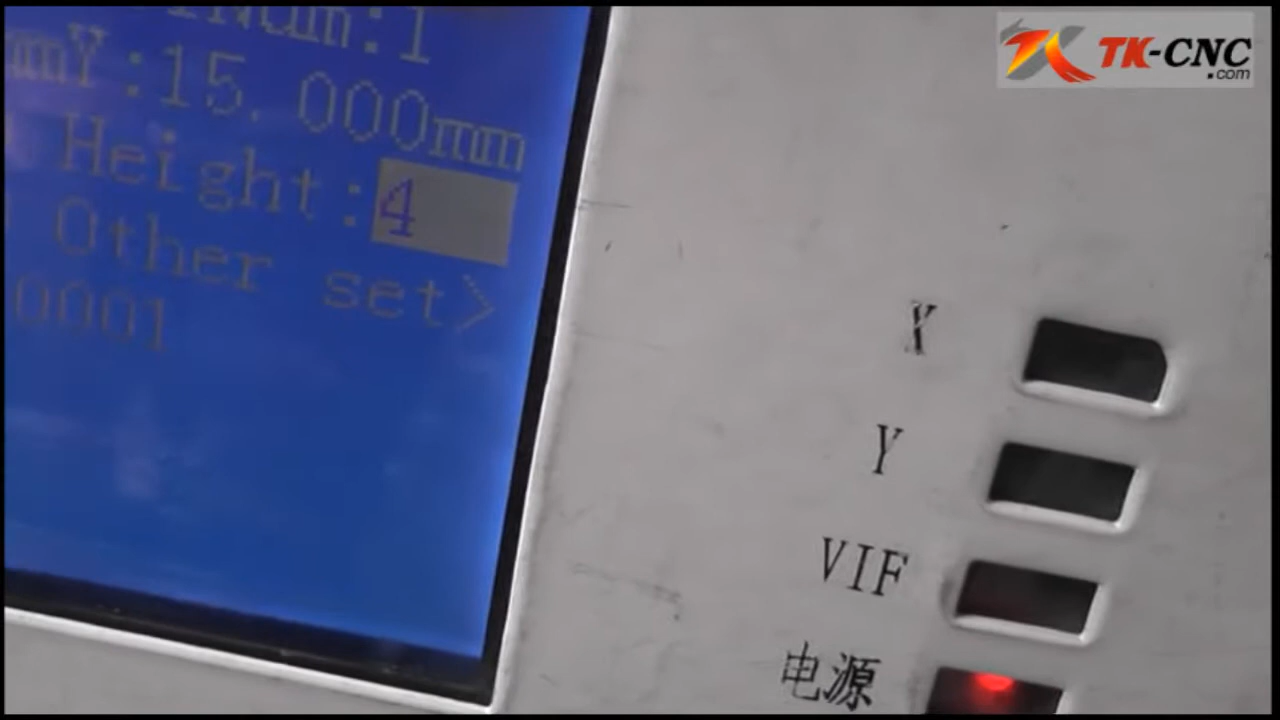 Num:1
mmY:15.000mm
Height:4
Other set>
0001
TK-CNC
.com
X
Y
VIF
电源